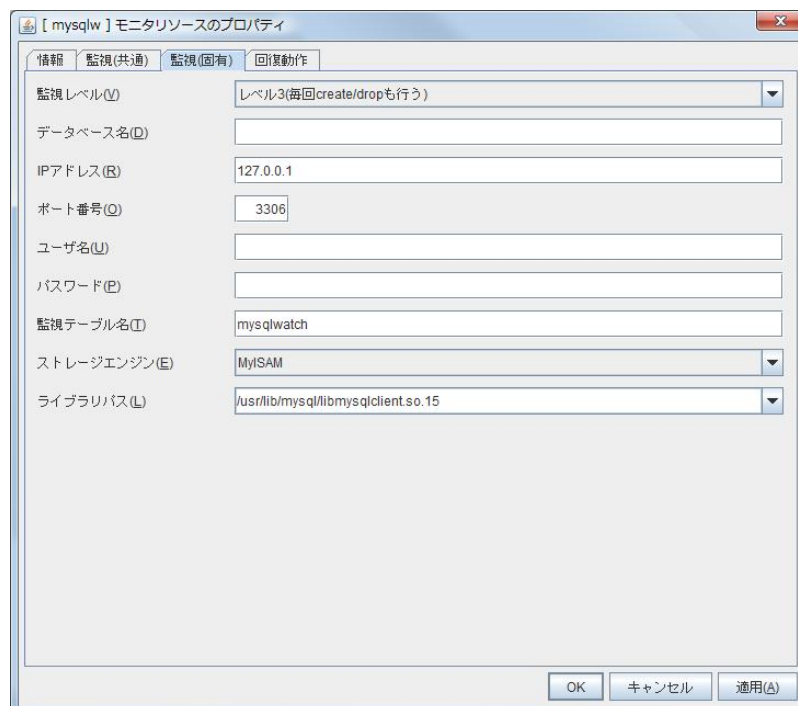 [ mysqlw ] モニタリソースのプロパティ
情報 監視(共通) 監視(固有) 回復動作
監視レベル(V) レベル3(毎回create/dropも行う)
データベース名(D)
IPアドレス(R) 127.0.0.1
ポート番号(O) 3306
ユーザ名(U)
パスワード(P)
監視テーブル名(T) mysqlwatch
ストレージエンジン(E) MyISAM
ライブラリパス(L) /usr/lib/mysql/libmysqlclient.so.15
OK キャンセル 適用(A)